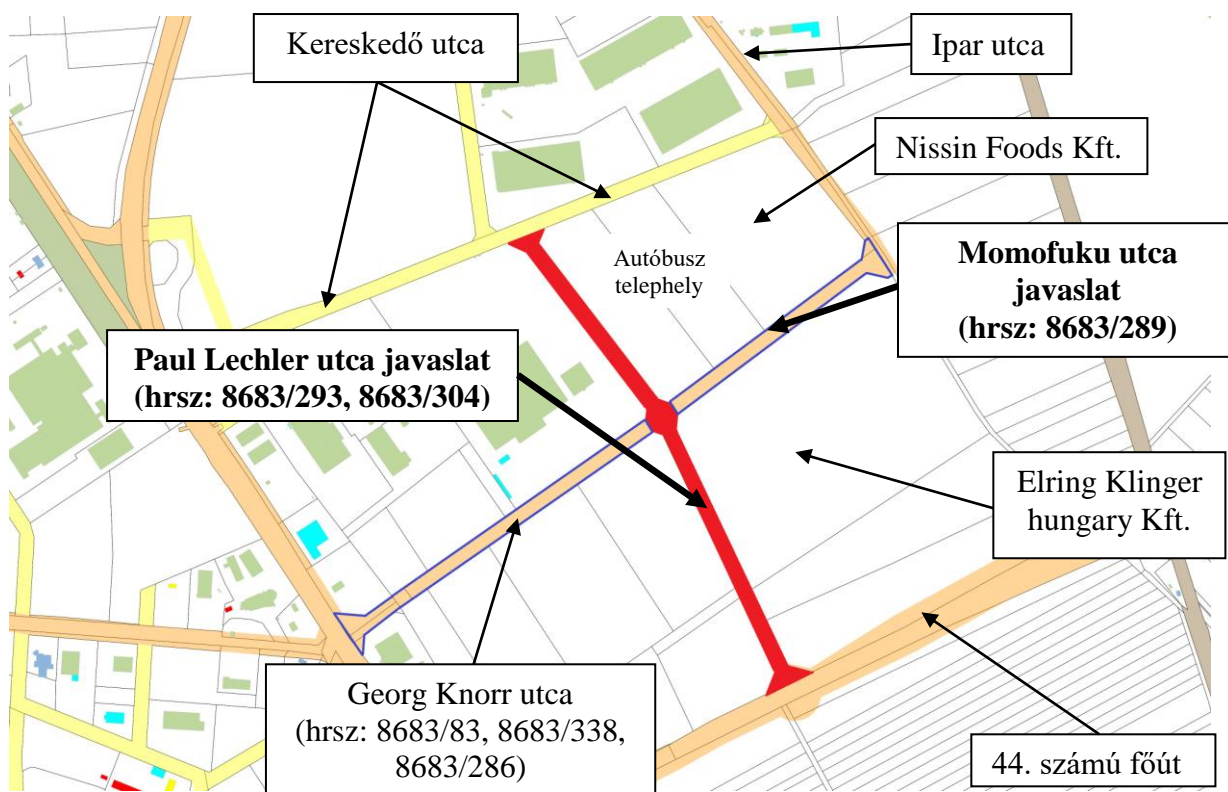 Kereskedő utca
Ipar utca
Nissin Foods Kft.
Autóbusz
telephely
Momofuku utca
javaslat
(hrsz: 8683/289)
Paul Lechler utca javaslat
(hrsz: 8683/293, 8683/304)
Elring Klinger
hungary Kft.
Georg Knorr utca
(hrsz: 8683/83, 8683/338,
8683/286)
44. számú főút